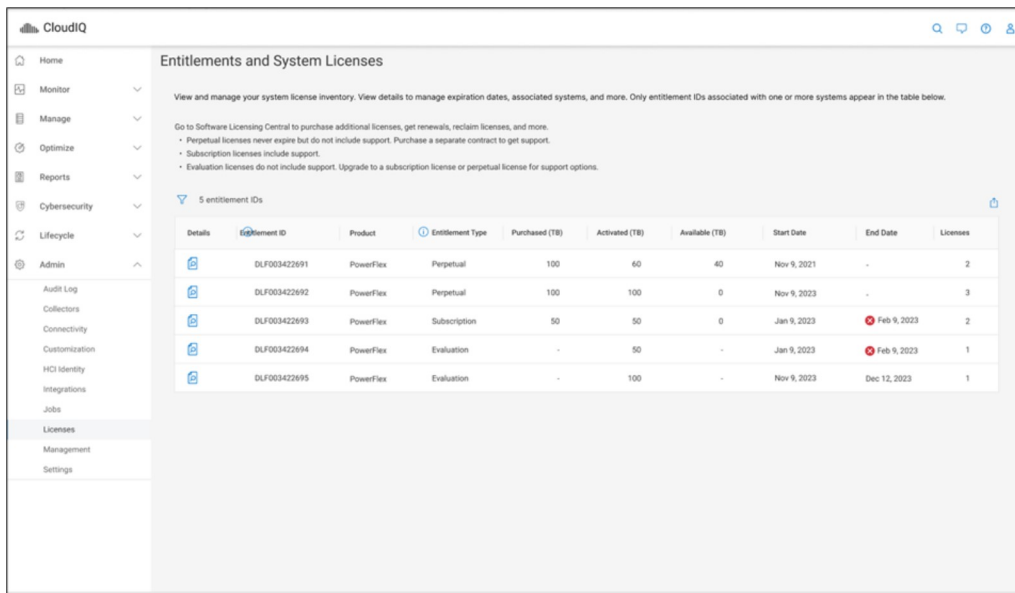 CloudIQ
Home
Monitor
Manage
Optimize
Reports
Cybersecurity
Lifecycle
Admin
Audit Log
Collectors
Connectivity
Customization
HCI Identity
Integrations
Jobs
Licenses
Management
Settings
Entitlements and System Licenses
View and manage your system license inventory. View details to manage expiration dates, associated systems, and more. Only entitlement IDs associated with one or more systems appear in the table below.
Go to Software Licensing Central to purchase additional licenses, get renewals, reclaim licenses, and more.
• Perpetual licenses never expire but do not include support. Purchase a separate contract to get support.
• Subscription licenses include support.
• Evaluation licenses do not include support. Upgrade to a subscription license or perpetual license for support options.
5 entitlement IDs
Details Entitlement ID Product Entitlement Type Purchased (TB) Activated (TB) Available (TB) Start Date End Date Licenses
DLF003422691 PowerFlex Perpetual 100 60 40 Nov 9, 2021 - 2
DLF003422692 PowerFlex Perpetual 100 100 0 Nov 9, 2023 - 3
DLF003422693 PowerFlex Subscription 50 50 0 Jan 9, 2023 Feb 9, 2023 2
DLF003422694 PowerFlex Evaluation - 50 - Jan 9, 2023 Feb 9, 2023 1
DLF003422695 PowerFlex Evaluation - 100 - Nov 9, 2023 Dec 12, 2023 1